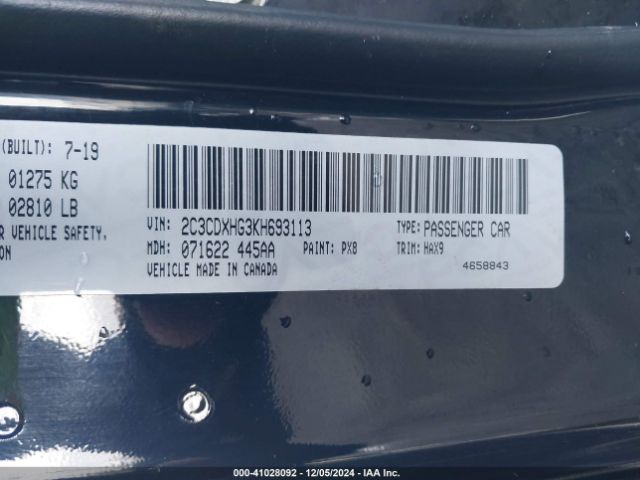 (BUILT): 7-19
01275 KG
02810 LB
VEHICLE SAFETY,
ON
VIN: 2C3CDXHG3KH693113
TYPE: PASSENGER CAR
MDH: 071622 445AA
PAINT: PX8
TRIM: HAX9
VEHICLE MADE IN CANADA
4658843
000-41028092 - 12/05/2024 - IAA Inc.